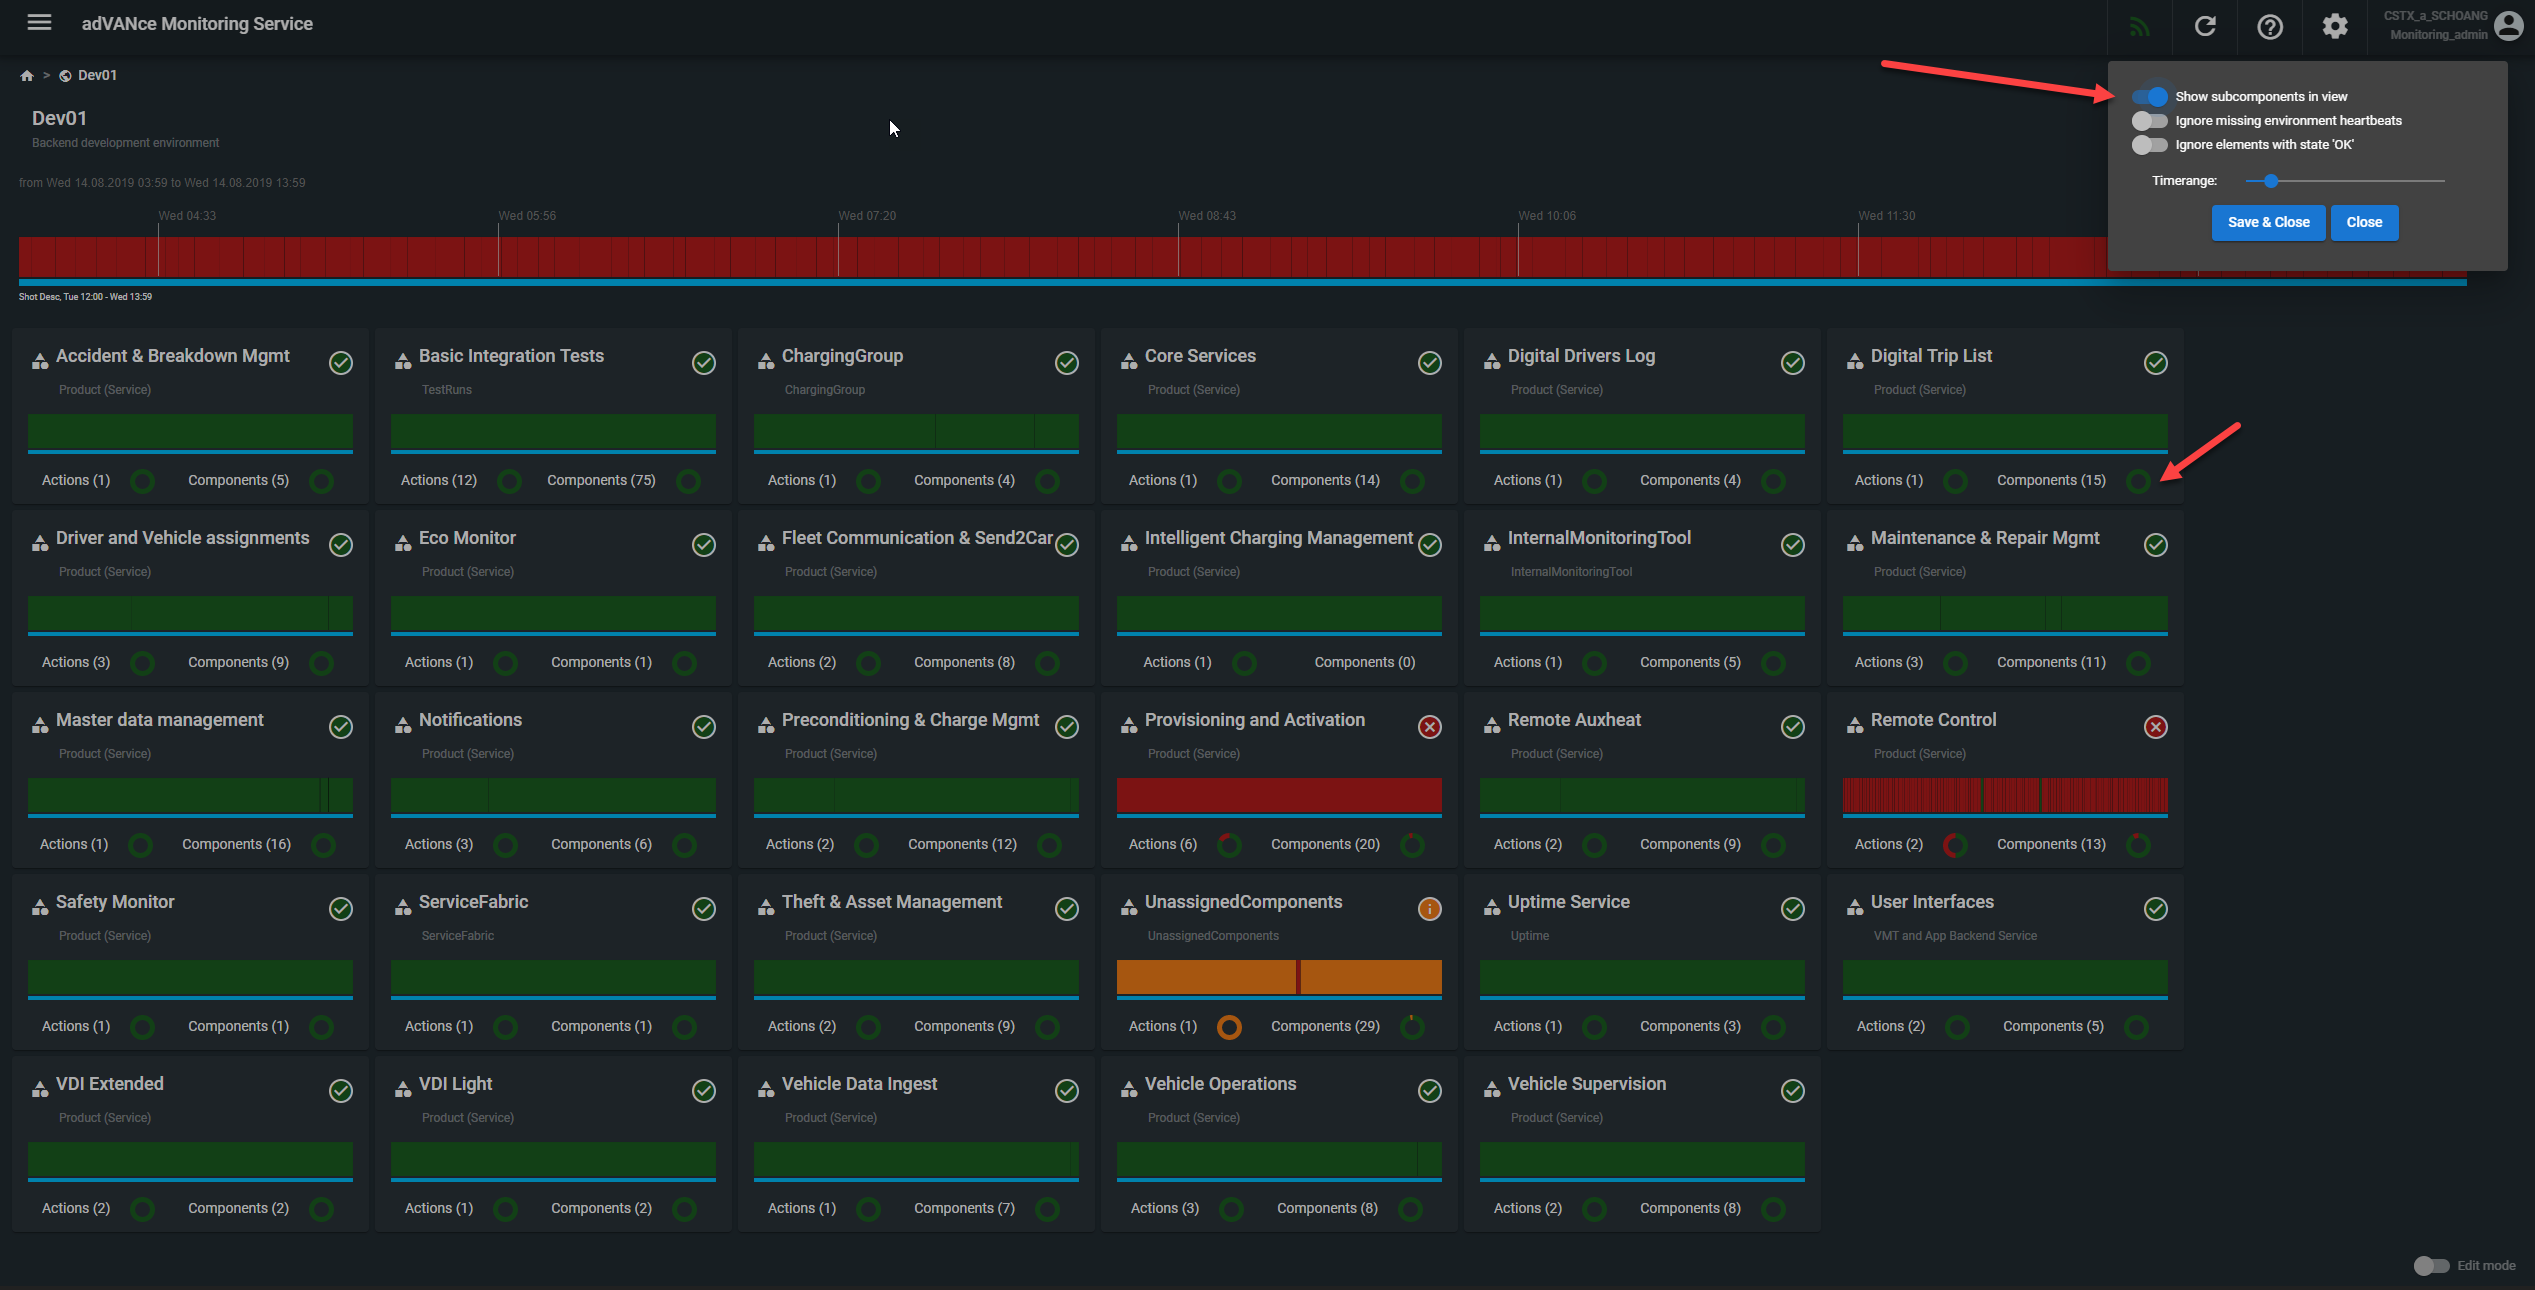 adVANce Monitoring Service
CSTX_a_SCHOANG
Monitoring_admin
> Dev01
Dev01
Backend development environment
from Wed 14.08.2019 03:59 to Wed 14.08.2019 13:59
Wed 04:33 Wed 05:56 Wed 07:20 Wed 08:43 Wed 10:06 Wed 11:30
Shot Desc, Tue 12:00 - Wed 13:59
Show subcomponents in view
Ignore missing environment heartbeats
Ignore elements with state 'OK'
Timerange:
Save & Close Close
Accident & Breakdown Mgmt
Product (Service)
Actions (1) Components (5)
Basic Integration Tests
TestRuns
Actions (12) Components (75)
ChargingGroup
ChargingGroup
Actions (1) Components (4)
Core Services
Product (Service)
Actions (1) Components (14)
Digital Drivers Log
Product (Service)
Actions (1) Components (4)
Digital Trip List
Product (Service)
Actions (1) Components (15)
Driver and Vehicle assignments
Product (Service)
Actions (3) Components (9)
Eco Monitor
Product (Service)
Actions (1) Components (1)
Fleet Communication & Send2Car
Product (Service)
Actions (2) Components (8)
Intelligent Charging Management
Product (Service)
Actions (1) Components (0)
InternalMonitoringTool
InternalMonitoringTool
Actions (1) Components (5)
Maintenance & Repair Mgmt
Product (Service)
Actions (3) Components (11)
Master data management
Product (Service)
Actions (1) Components (16)
Notifications
Product (Service)
Actions (3) Components (6)
Preconditioning & Charge Mgmt
Product (Service)
Actions (2) Components (12)
Provisioning and Activation
Product (Service)
Actions (6) Components (20)
Remote Auxheat
Product (Service)
Actions (2) Components (9)
Remote Control
Product (Service)
Actions (2) Components (13)
Safety Monitor
Product (Service)
Actions (1) Components (1)
ServiceFabric
ServiceFabric
Actions (1) Components (1)
Theft & Asset Management
Product (Service)
Actions (2) Components (9)
UnassignedComponents
UnassignedComponents
Actions (1) Components (29)
Uptime Service
Uptime
Actions (1) Components (3)
User Interfaces
VMT and App Backend Service
Actions (2) Components (5)
VDI Extended
Product (Service)
Actions (2) Components (2)
VDI Light
Product (Service)
Actions (1) Components (2)
Vehicle Data Ingest
Product (Service)
Actions (1) Components (7)
Vehicle Operations
Product (Service)
Actions (3) Components (8)
Vehicle Supervision
Product (Service)
Actions (2) Components (8)
Edit mode